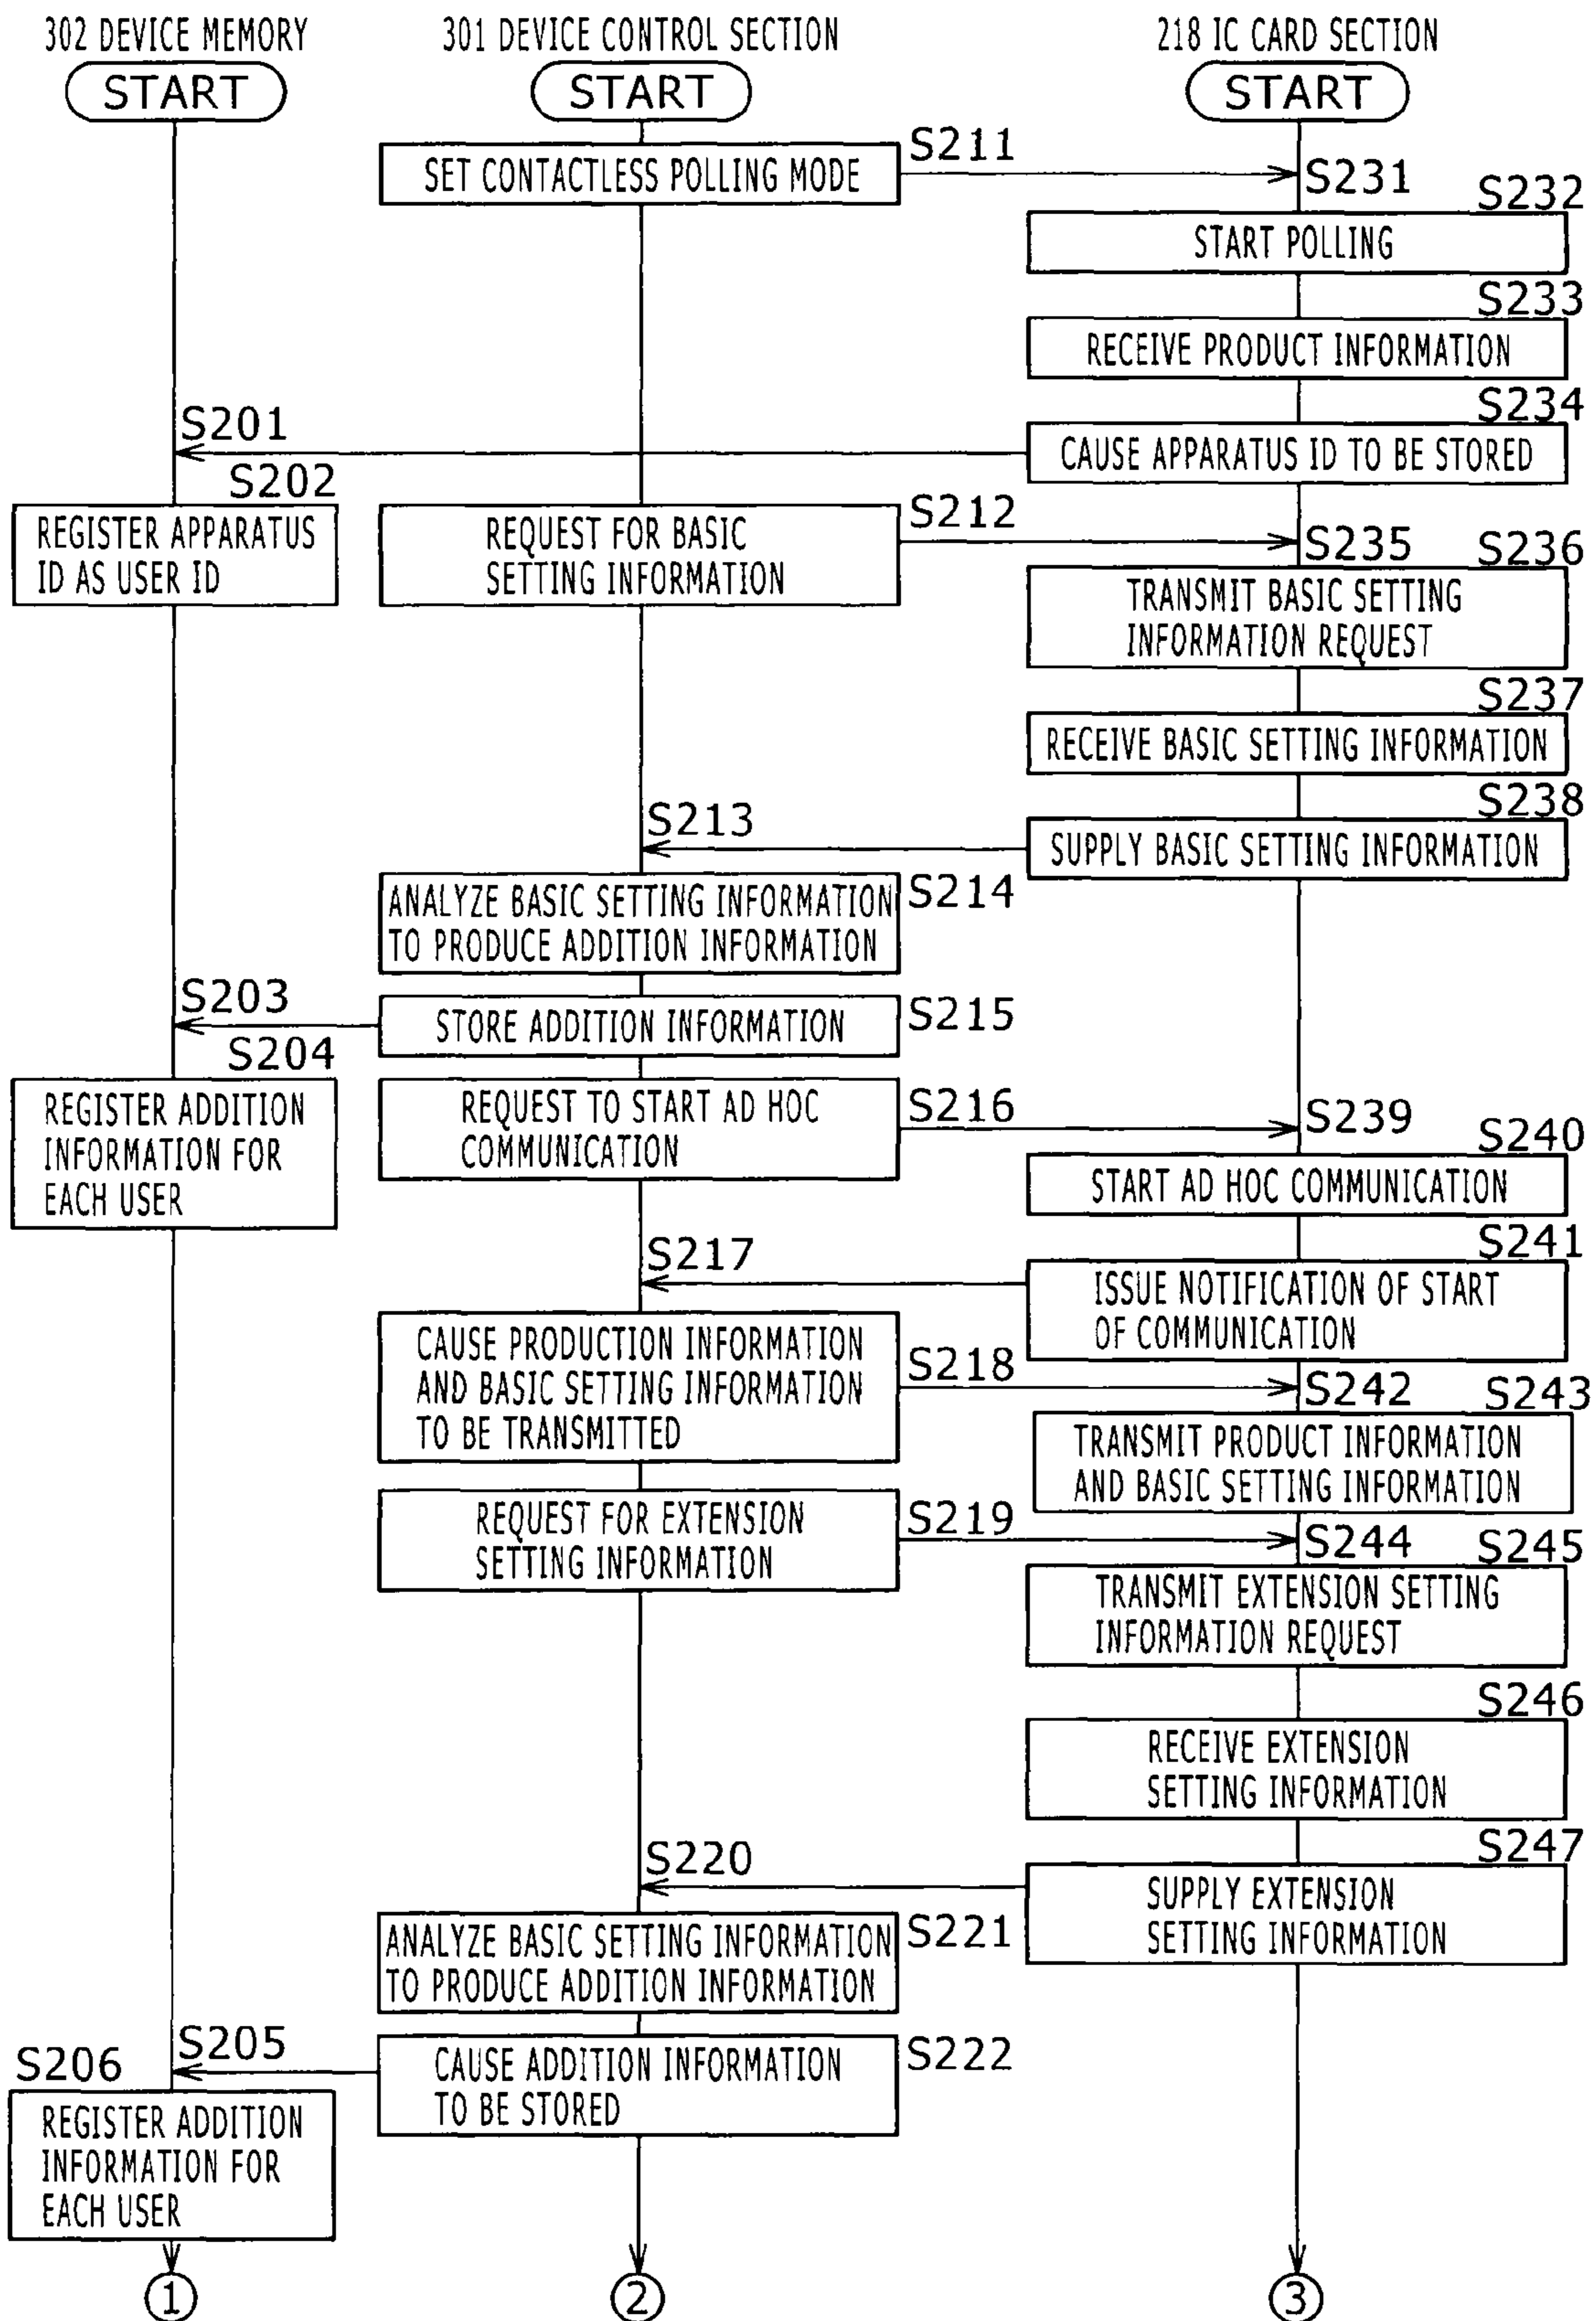 302 DEVICE MEMORY
301 DEVICE CONTROL SECTION
218 IC CARD SECTION
START
START
START
SET CONTACTLESS POLLING MODE
S211
S231
S232
START POLLING
S233
RECEIVE PRODUCT INFORMATION
S234
S201
CAUSE APPARATUS ID TO BE STORED
S202
REGISTER APPARATUS
ID AS USER ID
REQUEST FOR BASIC
SETTING INFORMATION
S212
S235
S236
TRANSMIT BASIC SETTING
INFORMATION REQUEST
S237
RECEIVE BASIC SETTING INFORMATION
S238
S213
SUPPLY BASIC SETTING INFORMATION
ANALYZE BASIC SETTING INFORMATION
TO PRODUCE ADDITION INFORMATION
S214
S203
STORE ADDITION INFORMATION
S215
S204
REGISTER ADDITION
INFORMATION FOR
EACH USER
REQUEST TO START AD HOC
COMMUNICATION
S216
S239
S240
START AD HOC COMMUNICATION
S241
S217
ISSUE NOTIFICATION OF START
OF COMMUNICATION
CAUSE PRODUCTION INFORMATION
AND BASIC SETTING INFORMATION
TO BE TRANSMITTED
S218
S242
S243
TRANSMIT PRODUCT INFORMATION
AND BASIC SETTING INFORMATION
REQUEST FOR EXTENSION
SETTING INFORMATION
S219
S244
S245
TRANSMIT EXTENSION SETTING
INFORMATION REQUEST
S246
RECEIVE EXTENSION
SETTING INFORMATION
S247
S220
SUPPLY EXTENSION
SETTING INFORMATION
ANALYZE BASIC SETTING INFORMATION
TO PRODUCE ADDITION INFORMATION
S221
S205
CAUSE ADDITION INFORMATION
TO BE STORED
S222
S206
REGISTER ADDITION
INFORMATION FOR
EACH USER
1
2
3